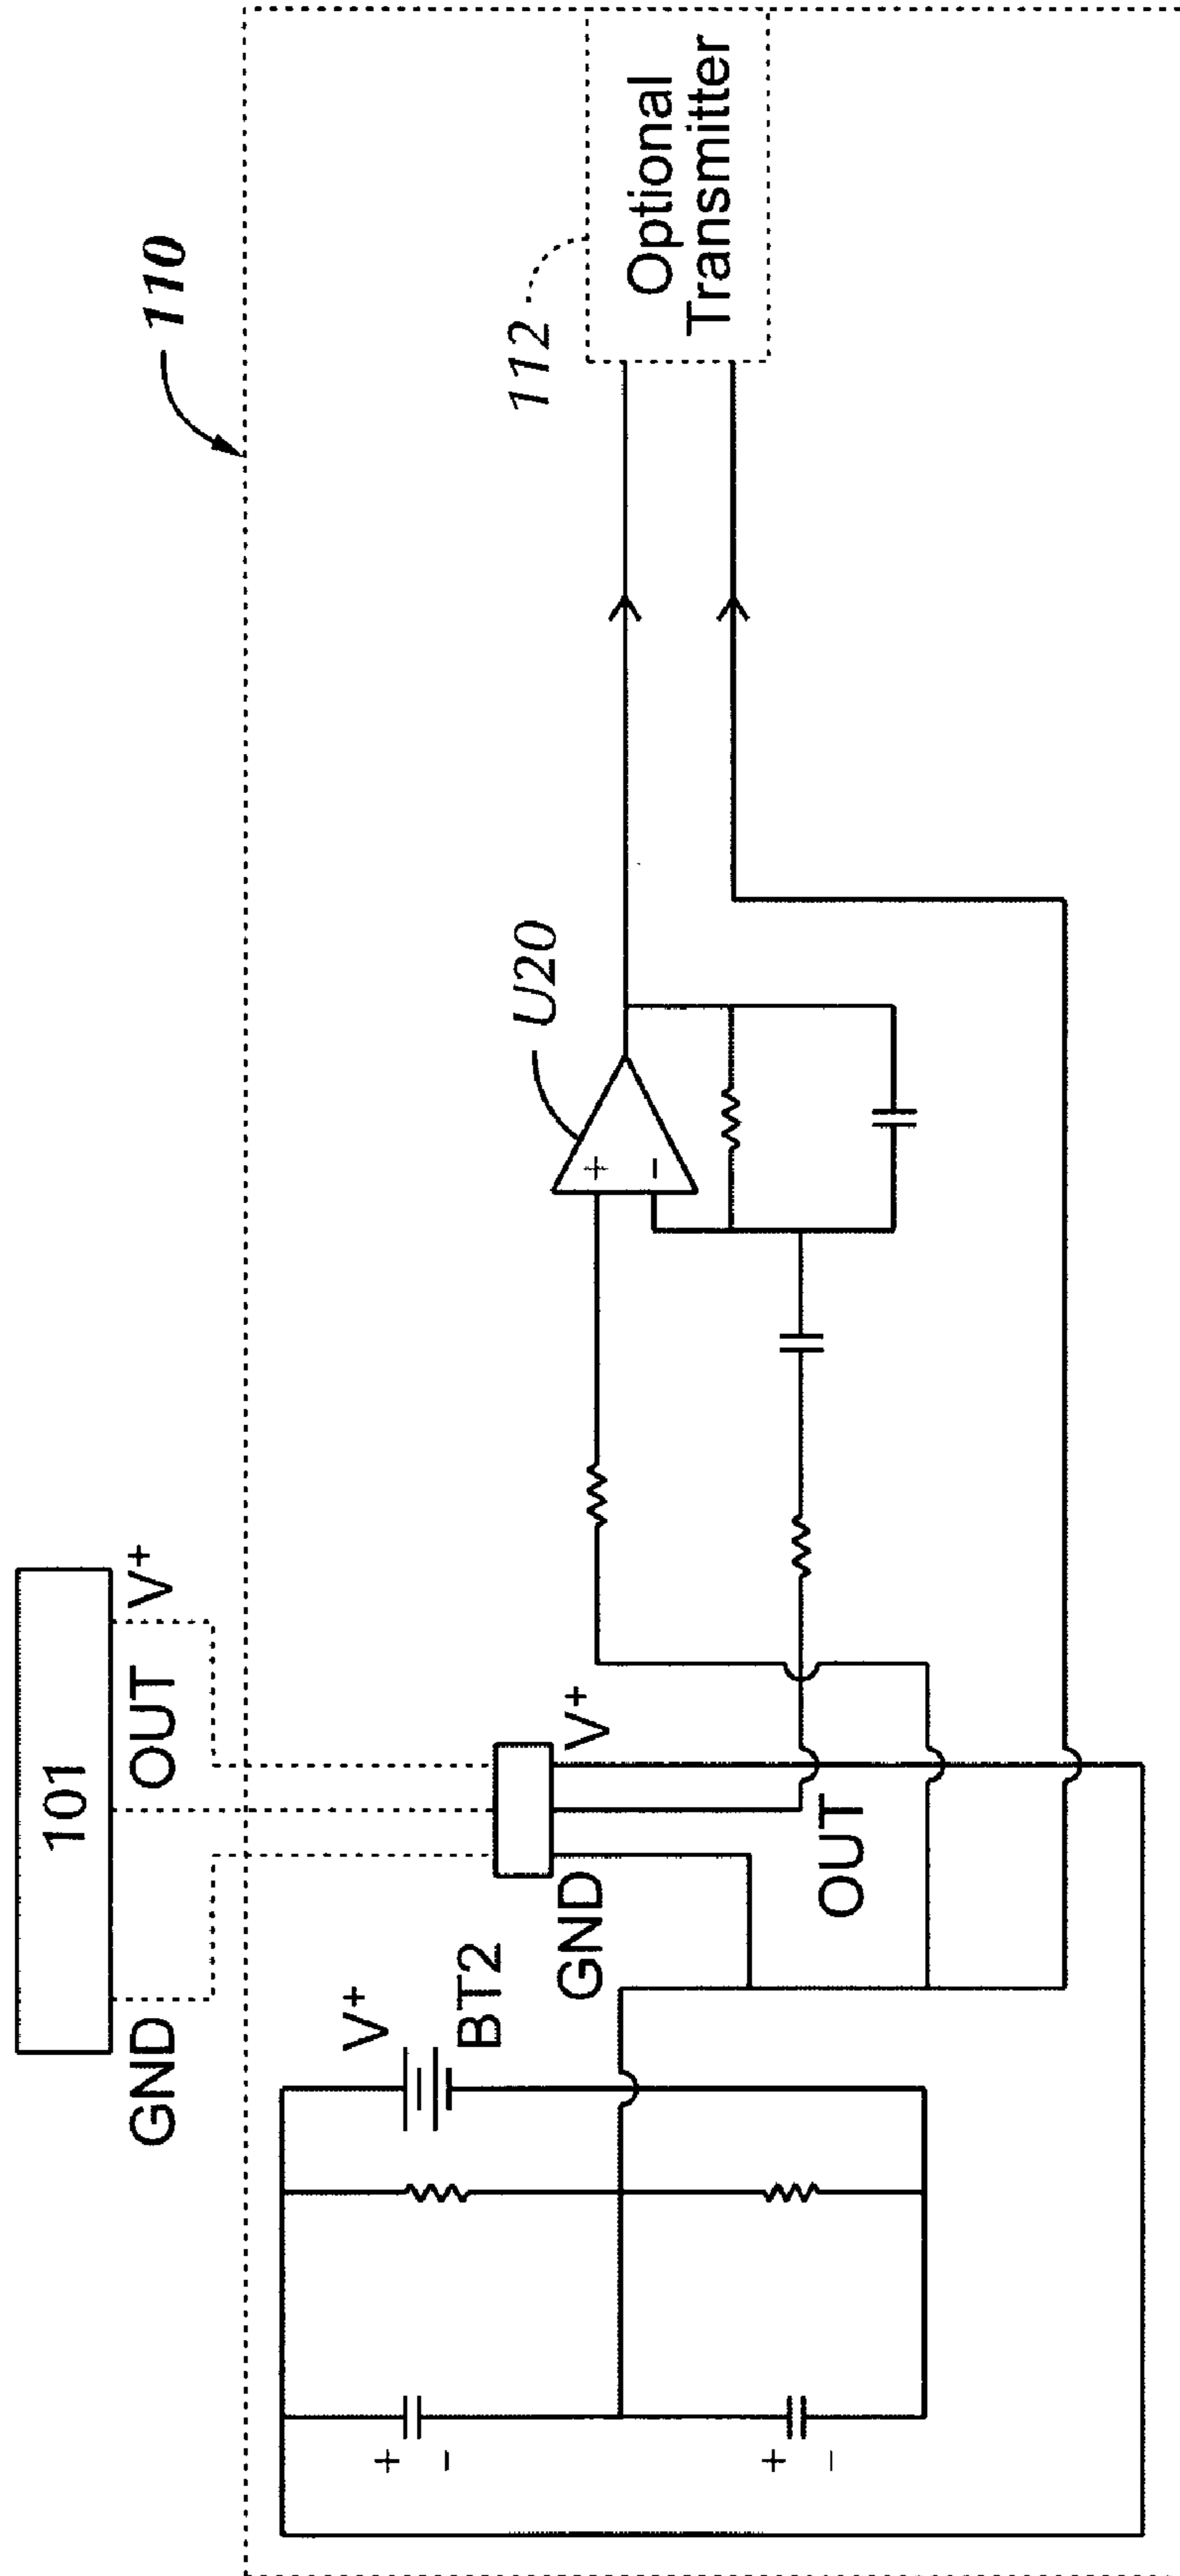 101
GND
OUT
V+
110
V+
BT2
GND
V+
OUT
U20
+
-
+
-
+
-
112
Optional
Transmitter